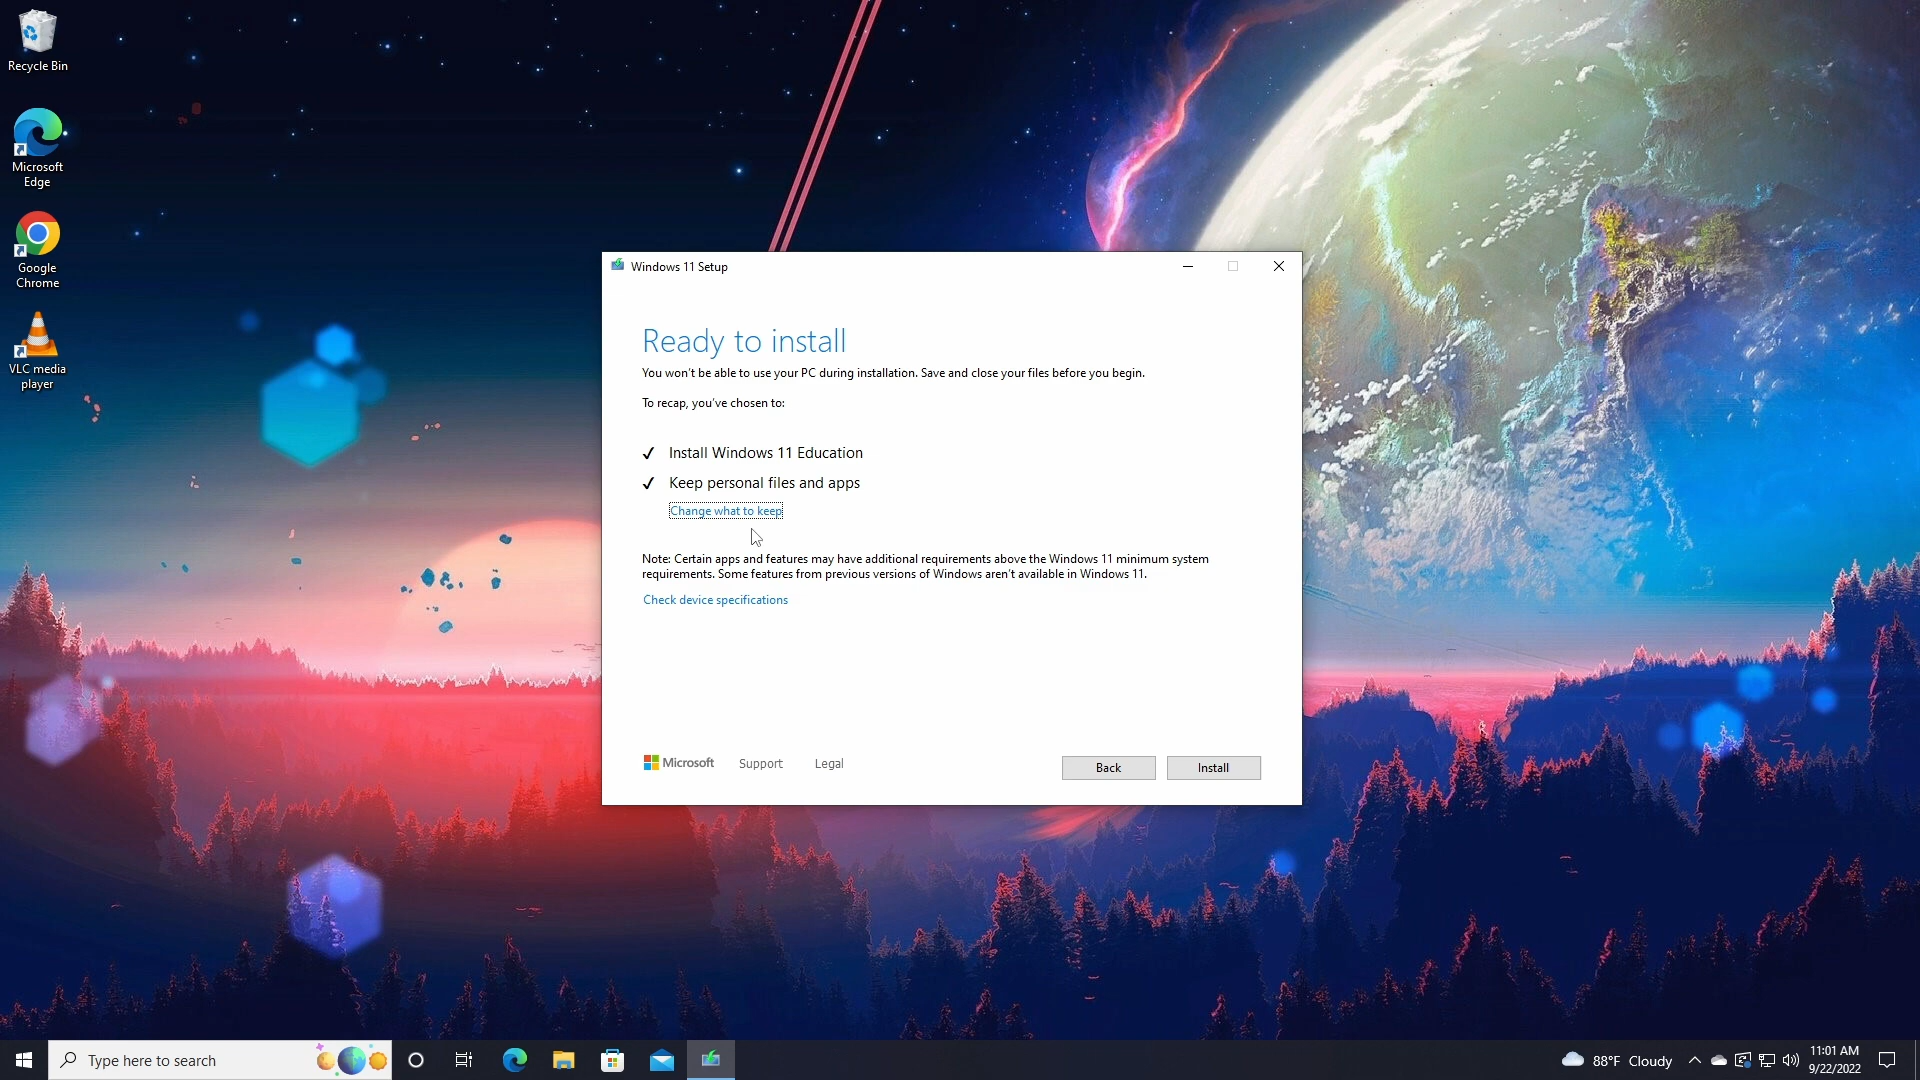 Recycle Bin
Microsoft
Edge
Google
Chrome
VLC media
player
Windows 11 Setup
Ready to install
You won't be able to use your PC during installation. Save and close your files before you begin.
To recap, you've chosen to:
✓ Install Windows 11 Education
✓ Keep personal files and apps
Change what to keep
Note: Certain apps and features may have additional requirements above the Windows 11 minimum system
requirements. Some features from previous versions of Windows aren't available in Windows 11.
Check device specifications
Microsoft Support Legal
Back Install
Type here to search
88°F Cloudy
11:01 AM
9/22/2022